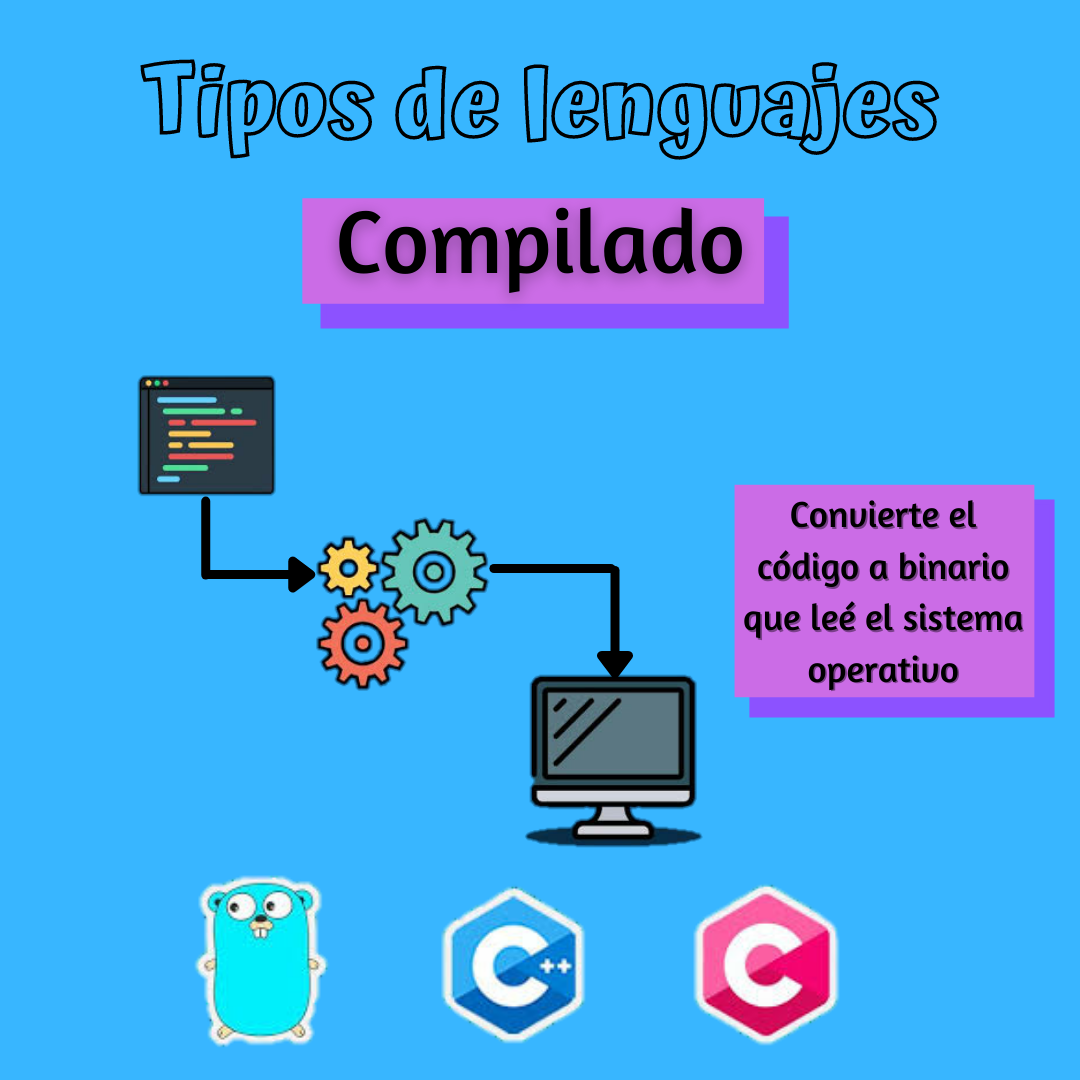 Tipos de lenguajes
Compilado
Convierte el
código a binario
que leé el sistema
operativo
C++
C